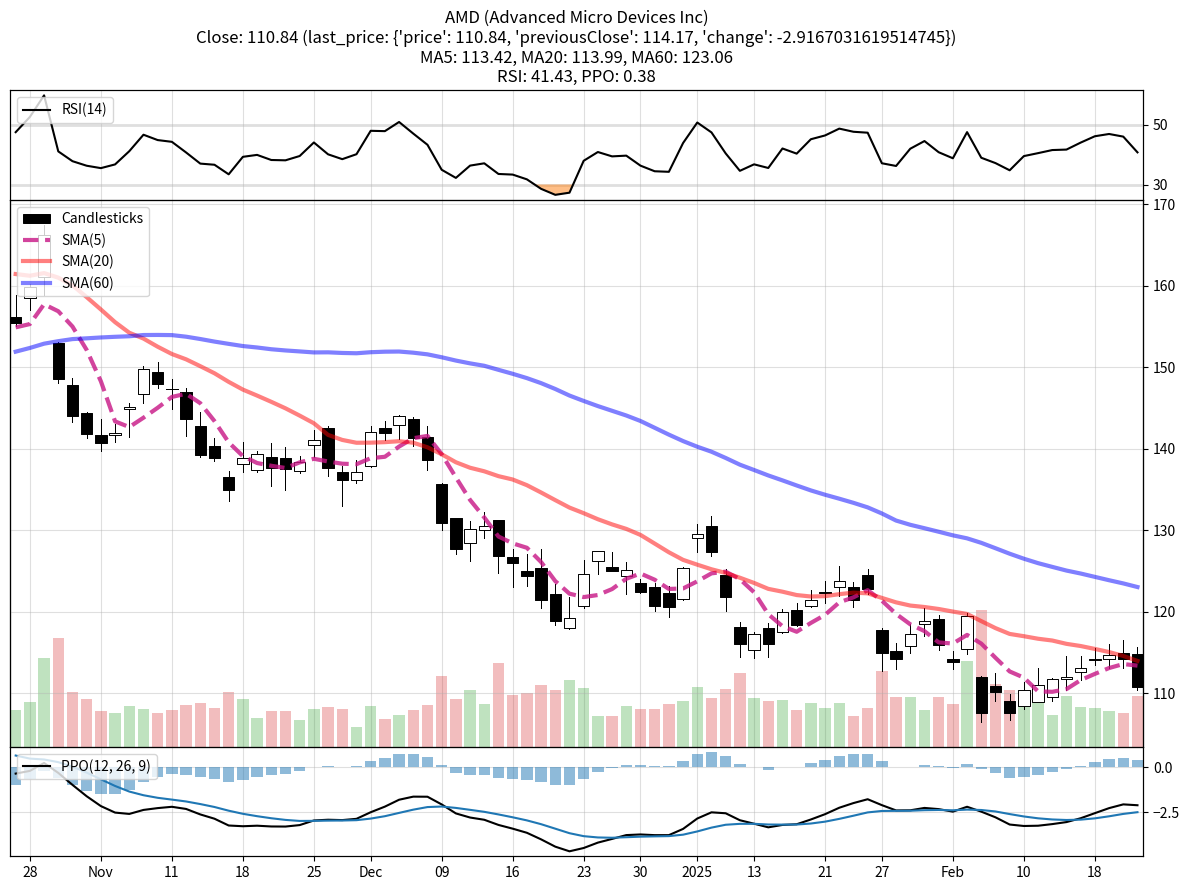 AMD (Advanced Micro Devices Inc)
Close: 110.84 (last_price: {'price': 110.84, 'previousClose': 114.17, 'change': -2.9167031619514745})
MA5: 113.42, MA20: 113.99, MA60: 123.06
RSI: 41.43, PPO: 0.38
RSI(14)
50
30
Candlesticks
SMA(5)
SMA(20)
SMA(60)
170
160
150
140
130
120
110
PPO(12, 26, 9)
0.0
−2.5
28 Nov 11 18 25 Dec 09 16 23 30 2025 13 21 27 Feb 10 18